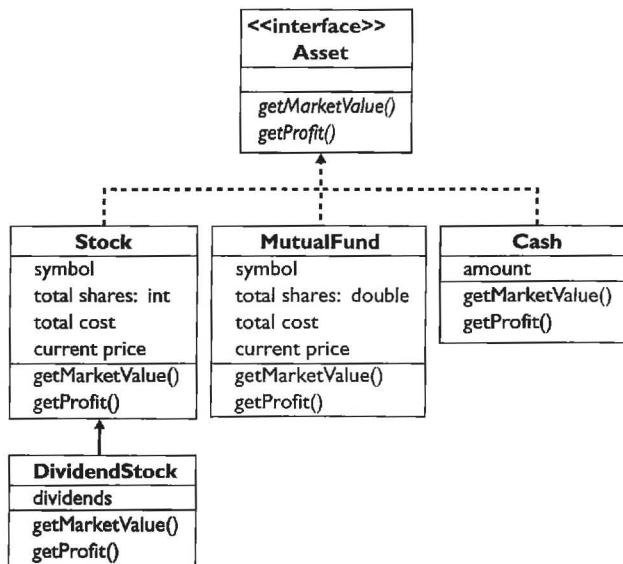 <<interface>>
Asset
getMarketValue()
getProfit()
Stock
symbol
total shares: int
total cost
current price
getMarketValue()
getProfit()
MutualFund
symbol
total shares: double
total cost
current price
getMarketValue()
getProfit()
Cash
amount
getMarketValue()
getProfit()
DividendStock
dividends
getMarketValue()
getProfit()